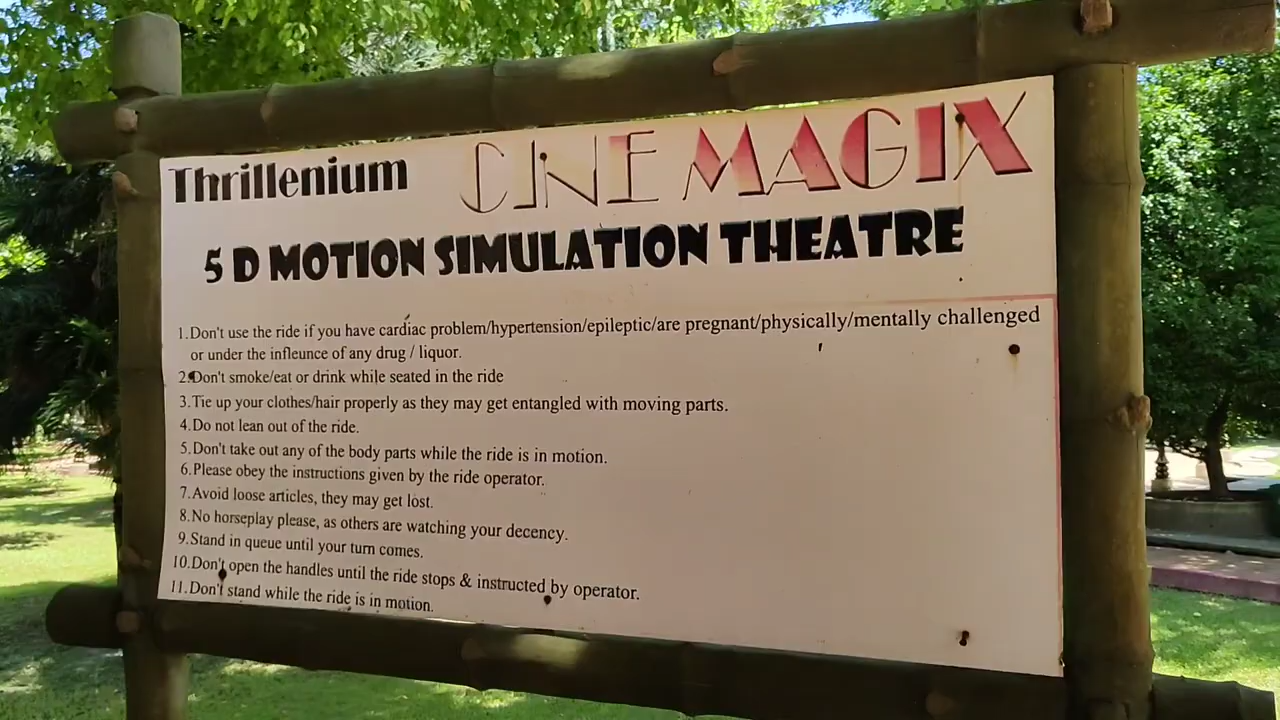 Thrillenium CINEMAGIX
5 D MOTION SIMULATION THEATRE
1.Don't use the ride if you have cardiac problem/hypertension/epileptic/are pregnant/physically/mentally challenged
or under the infleunce of any drug / liquor.
2.Don't smoke/eat or drink while seated in the ride
3.Tie up your clothes/hair properly as they may get entangled with moving parts.
4.Do not lean out of the ride.
5.Don't take out any of the body parts while the ride is in motion.
6.Please obey the instructions given by the ride operator.
7.Avoid loose articles, they may get lost.
8.No horseplay please, as others are watching your decency.
9.Stand in queue until your turn comes.
10.Don't open the handles until the ride stops & instructed by operator.
11.Don't stand while the ride is in motion.